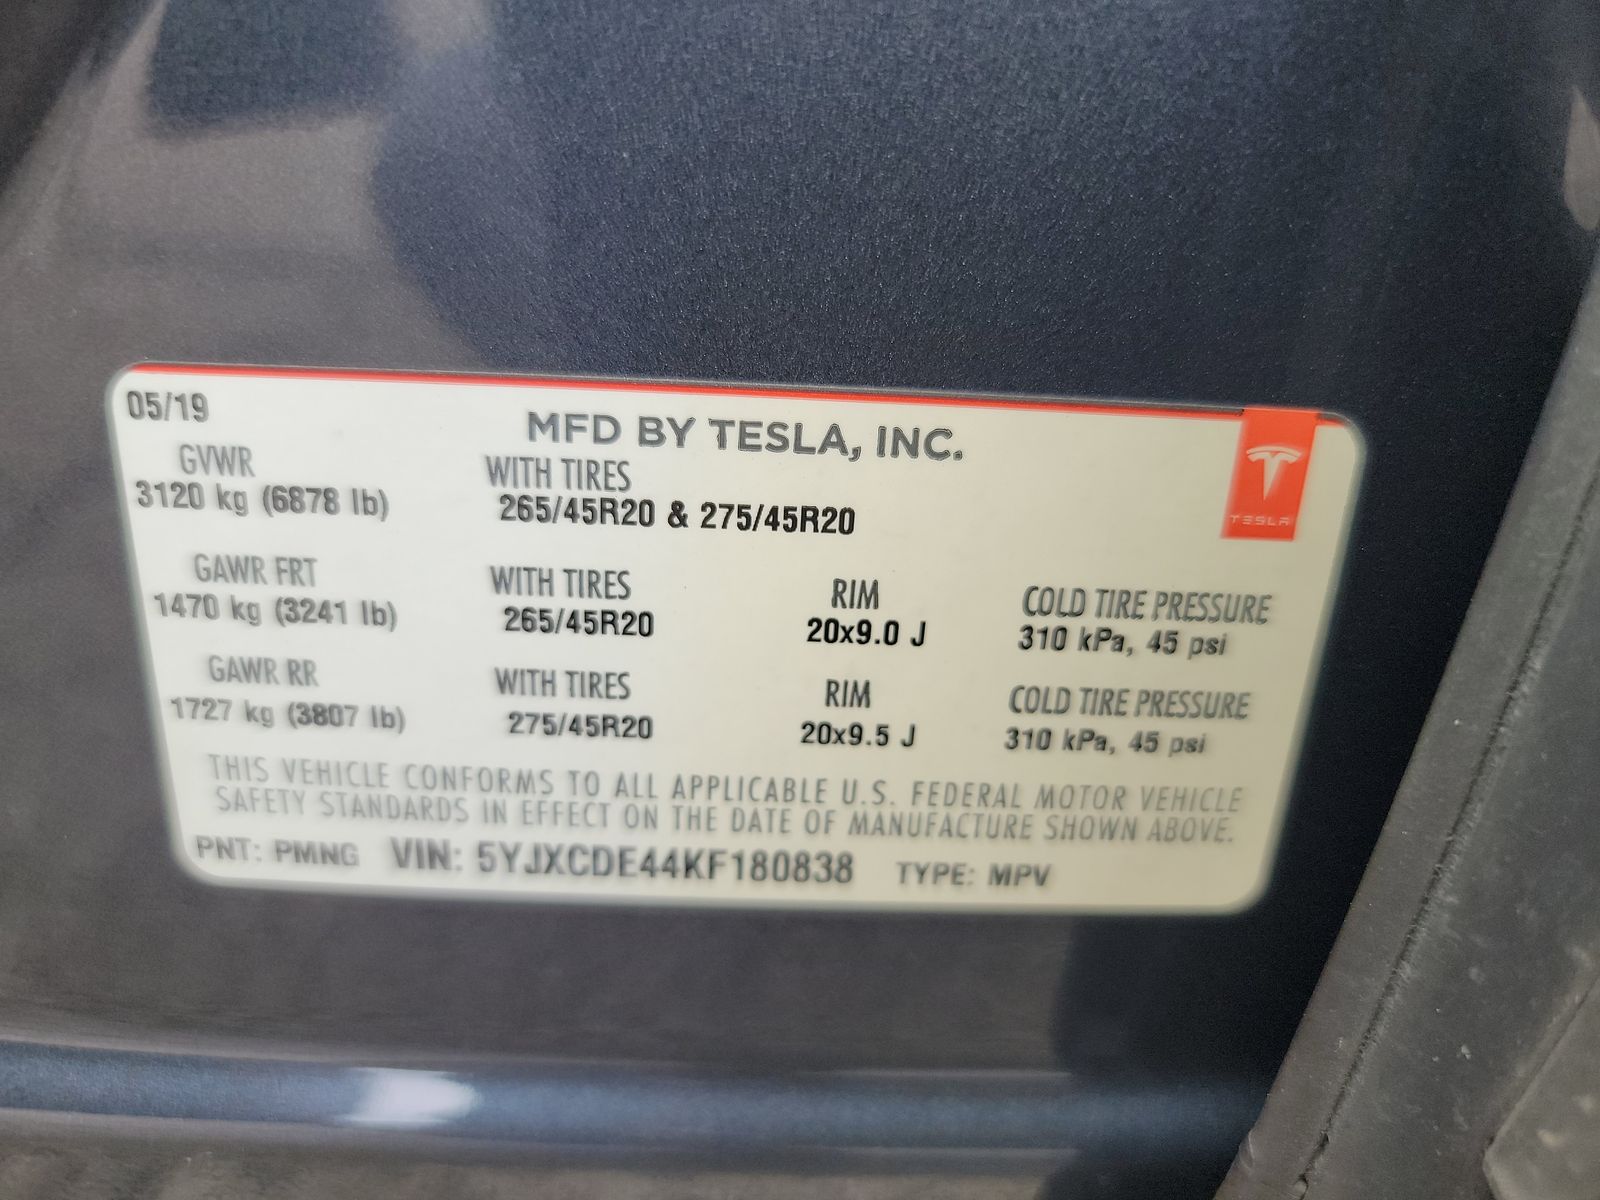 05/19
MFD BY TESLA, INC.
TESLA
GVWR WITH TIRES
3120 kg (6878 lb) 265/45R20 & 275/45R20
GAWR FRT WITH TIRES RIM COLD TIRE PRESSURE
1470 kg (3241 lb) 265/45R20 20x9.0 J 310 kPa, 45 psi
GAWR RR WITH TIRES RIM COLD TIRE PRESSURE
1727 kg (3807 lb) 275/45R20 20x9.5 J 310 kPa, 45 psi
THIS VEHICLE CONFORMS TO ALL APPLICABLE U.S. FEDERAL MOTOR VEHICLE
SAFETY STANDARDS IN EFFECT ON THE DATE OF MANUFACTURE SHOWN ABOVE.
PNT: PMNG VIN: 5YJXCDE44KF180838 TYPE: MPV